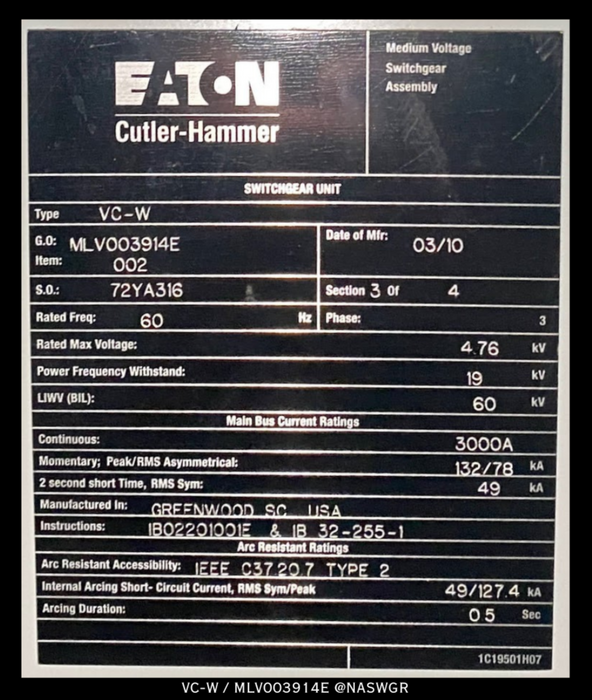 EATON
Cutler-Hammer
Medium Voltage
Switchgear
Assembly
SWITCHGEAR UNIT
Type VC-W
G.O: MLV003914E
Item: 002
Date of Mfr: 03/10
S.O.: 72YA316
Section 3 Of 4
Rated Freq: 60 Hz
Phase: 3
Rated Max Voltage: 4.76 kV
Power Frequency Withstand: 19 kV
LIWV (BIL): 60 kV
Main Bus Current Ratings
Continuous: 3000A
Momentary; Peak/RMS Asymmetrical: 132/78 kA
2 second short Time, RMS Sym: 49 kA
Manufactured In: GREENWOOD SC USA
Instructions: IB02201001E & IB 32-255-1
Arc Resistant Ratings
Arc Resistant Accessibility: IEEE C37.20.7 TYPE 2
Internal Arcing Short- Circuit Current, RMS Sym/Peak 49/127.4 kA
Arcing Duration: 0.5 Sec
1C19501H07
VC-W / MLV003914E @NASWGR